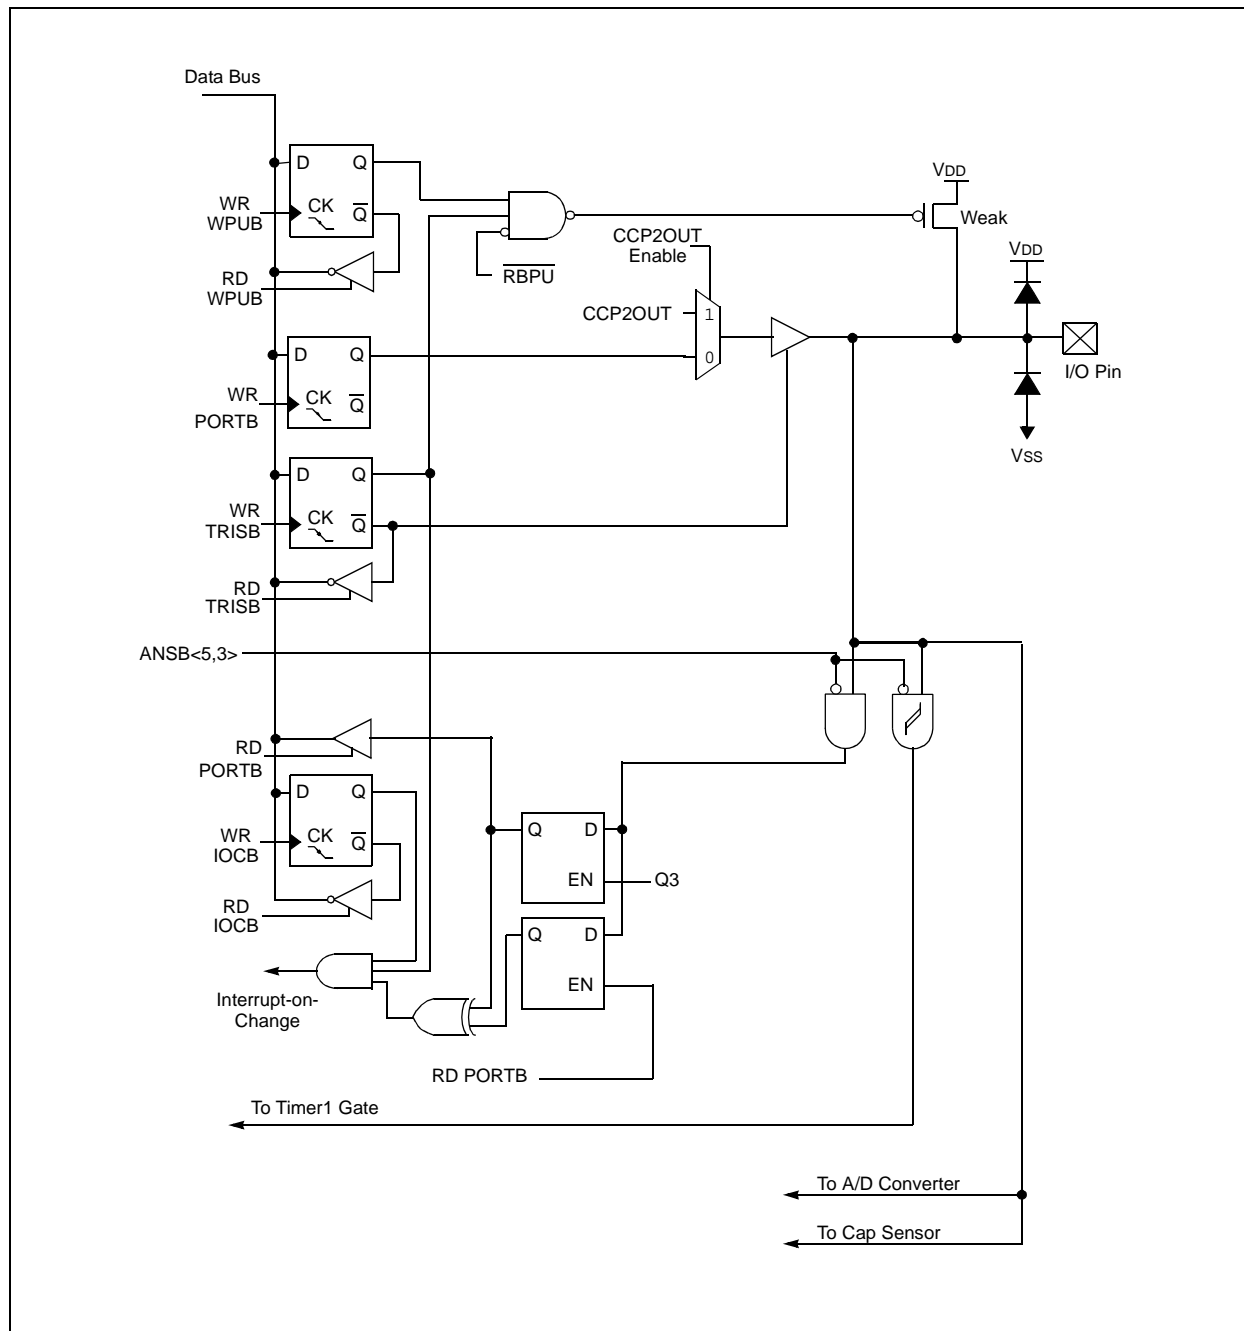 Data Bus
D Q
WR
WPUB
CK Q̅
RD
WPUB
R̅B̅P̅U̅
CCP2OUT
Enable
VDD
Weak
VDD
CCP2OUT
1
0
I/O Pin
VSS
D Q
WR
PORTB
CK Q̅
D Q
WR
TRISB
CK Q̅
RD
TRISB
ANSB<5,3>
RD
PORTB
D Q
WR
IOCB
CK Q̅
RD
IOCB
Q D
EN
Q3
Q D
EN
Interrupt-on-
Change
RD PORTB
To Timer1 Gate
To A/D Converter
To Cap Sensor